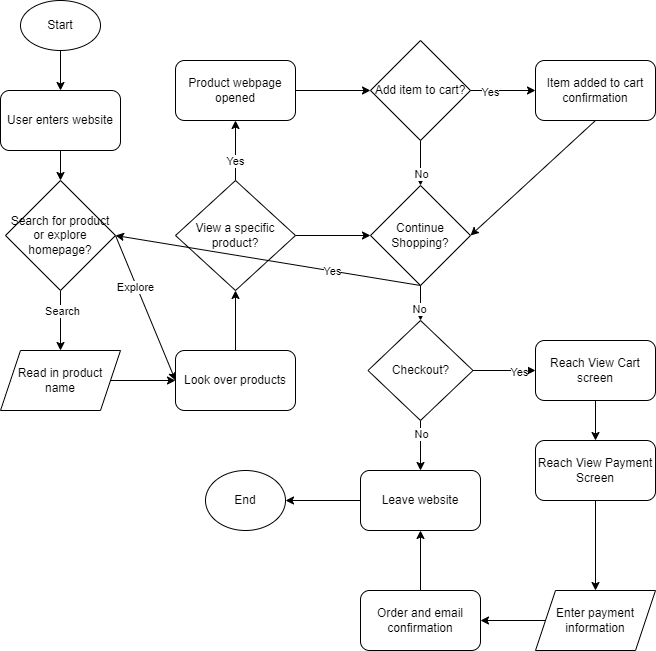 Start
User enters website
Search for product
or explore
homepage?
Search
Explore
Read in product
name
Look over products
View a specific
product?
Yes
Product webpage
opened
Add item to cart?
Yes
Item added to cart
confirmation
No
Continue
Shopping?
Yes
No
Checkout?
Yes
Reach View Cart
screen
Reach View Payment
Screen
Enter payment
information
Order and email
confirmation
No
Leave website
End